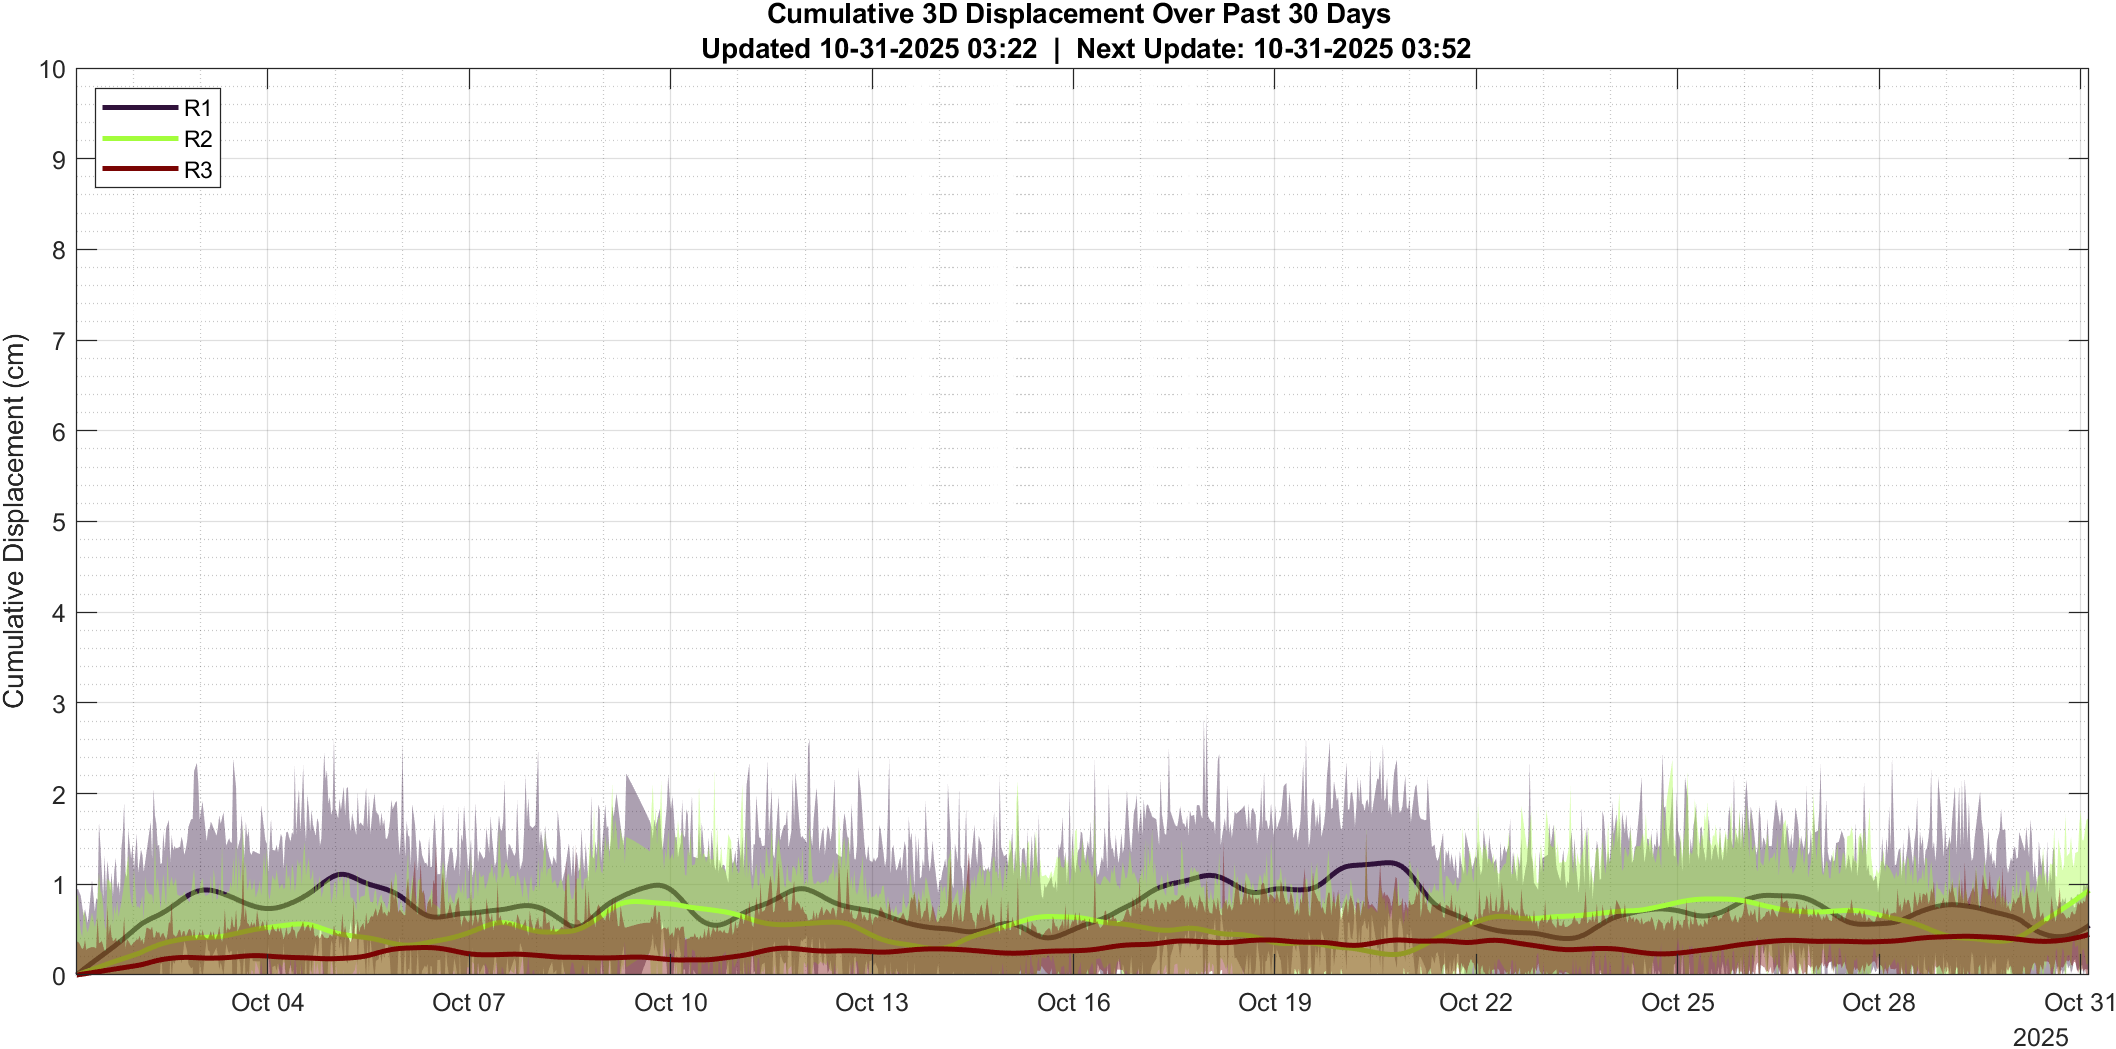 Cumulative 3D Displacement Over Past 30 Days
Updated 10-31-2025 03:22 | Next Update: 10-31-2025 03:52
Cumulative Displacement (cm)
10
9
8
7
6
5
4
3
2
1
0
R1
R2
R3
Oct 04
Oct 07
Oct 10
Oct 13
Oct 16
Oct 19
Oct 22
Oct 25
Oct 28
Oct 31
2025